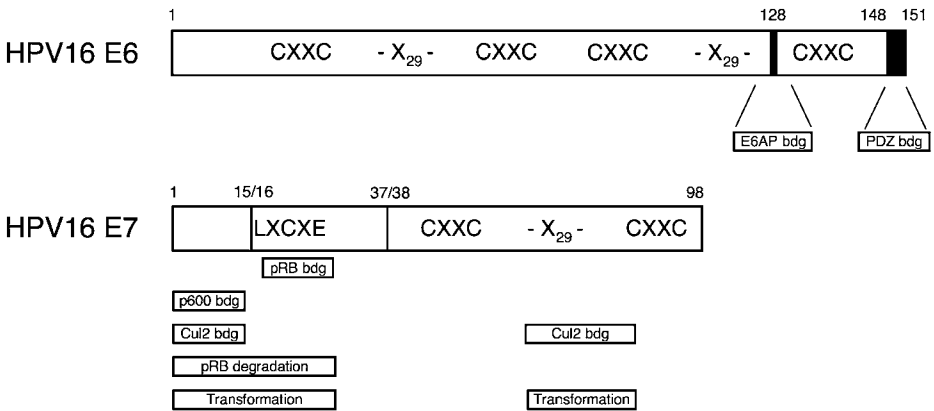 1 128 148 151
HPV16 E6 CXXC - X29 - CXXC CXXC - X29 - CXXC
E6AP bdg PDZ bdg
1 15/16 37/38 98
HPV16 E7 LXCXE CXXC - X29 - CXXC
pRB bdg
p600 bdg
Cul2 bdg Cul2 bdg
pRB degradation
Transformation Transformation